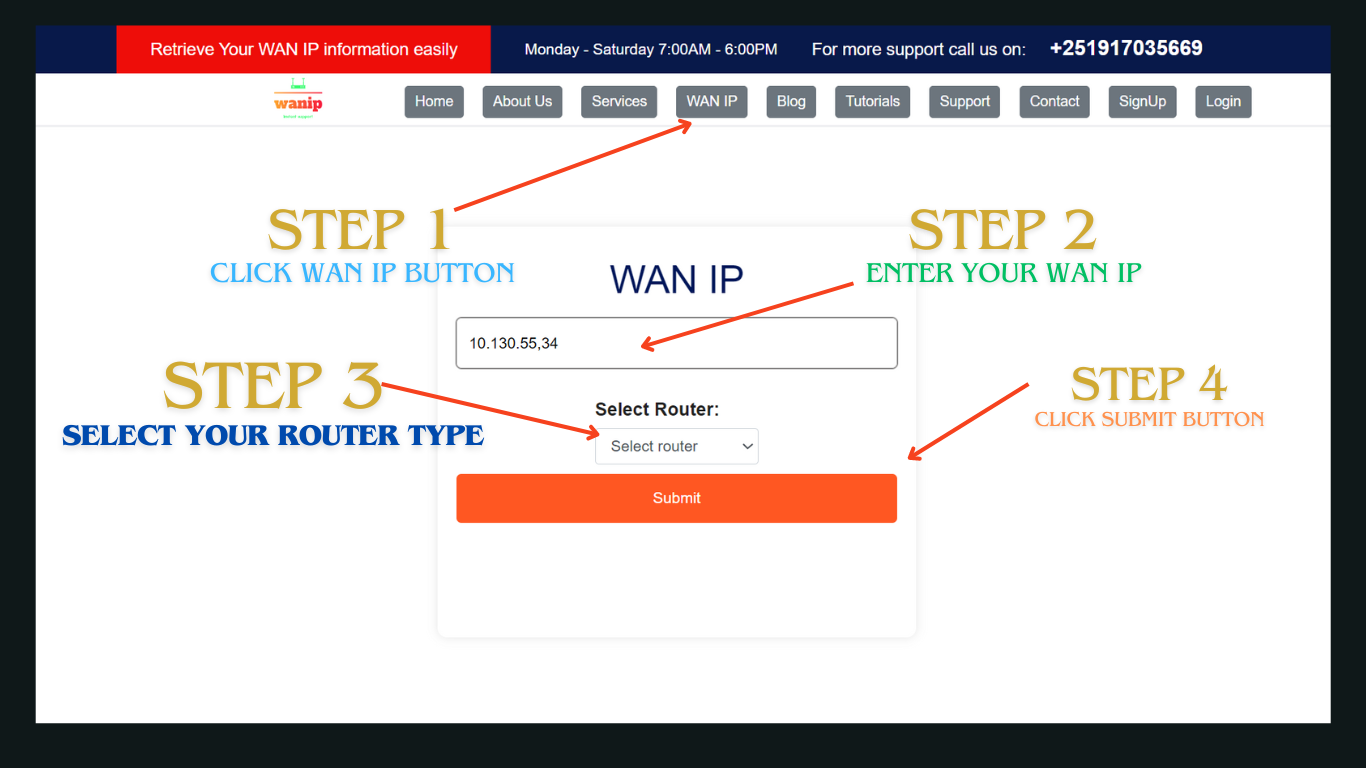 Retrieve Your WAN IP information easily
Monday - Saturday 7:00AM - 6:00PM
For more support call us on: +251917035669
wanip
Home
About Us
Services
WAN IP
Blog
Tutorials
Support
Contact
SignUp
Login
STEP 1
CLICK WAN IP BUTTON
STEP 2
ENTER YOUR WAN IP
WAN IP
10.130.55,34
STEP 3
SELECT YOUR ROUTER TYPE
STEP 4
CLICK SUBMIT BUTTON
Select Router:
Select router
Submit